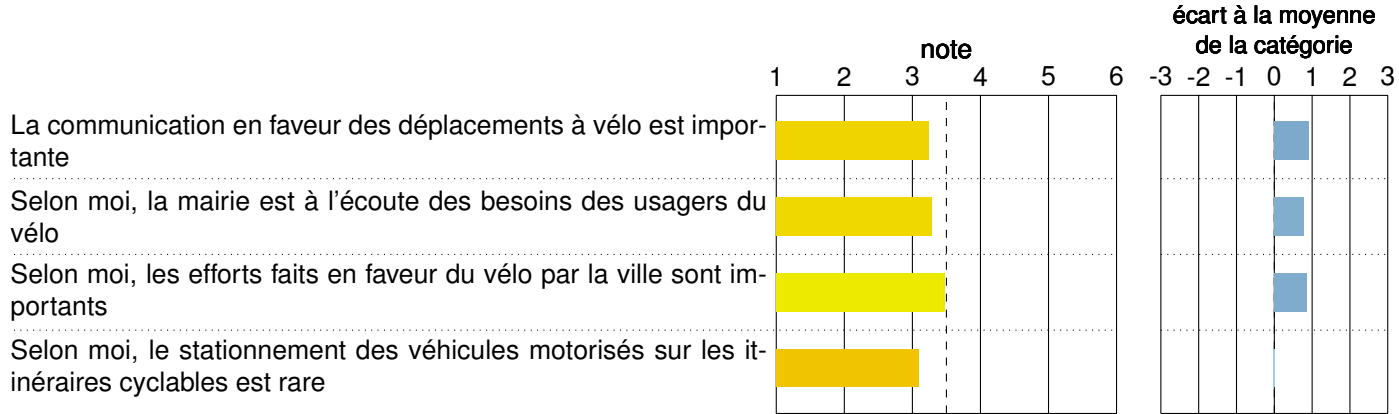 écart à la moyenne
note de la catégorie
1 2 3 4 5 6 -3 -2 -1 0 1 2 3
La communication en faveur des déplacements à vélo est impor-
tante
Selon moi, la mairie est à l'écoute des besoins des usagers du
vélo
Selon moi, les efforts faits en faveur du vélo par la ville sont im-
portants
Selon moi, le stationnement des véhicules motorisés sur les it-
inéraires cyclables est rare